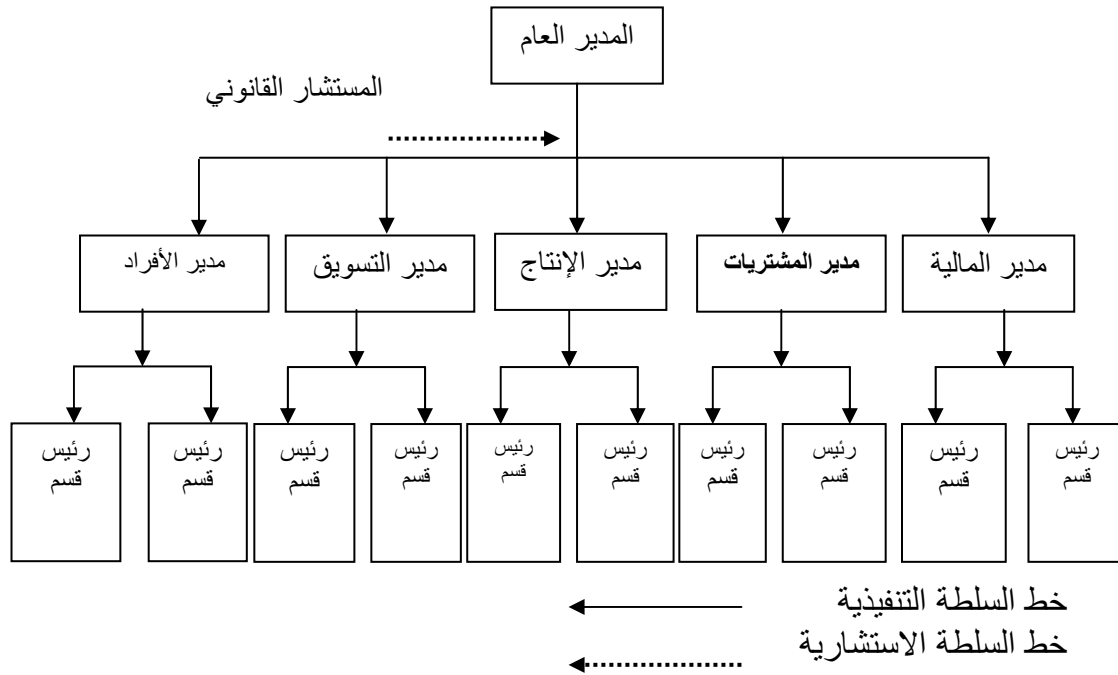 المدير العام
المستشار القانوني
مدير المالية
مدير المشتريات
مدير الإنتاج
مدير التسويق
مدير الأفراد
رئيس
قسم
رئيس
قسم
رئيس
قسم
رئيس
قسم
رئيس
قسم
رئيس
قسم
رئيس
قسم
رئيس
قسم
رئيس
قسم
رئيس
قسم
خط السلطة التنفيذية
خط السلطة الاستشارية